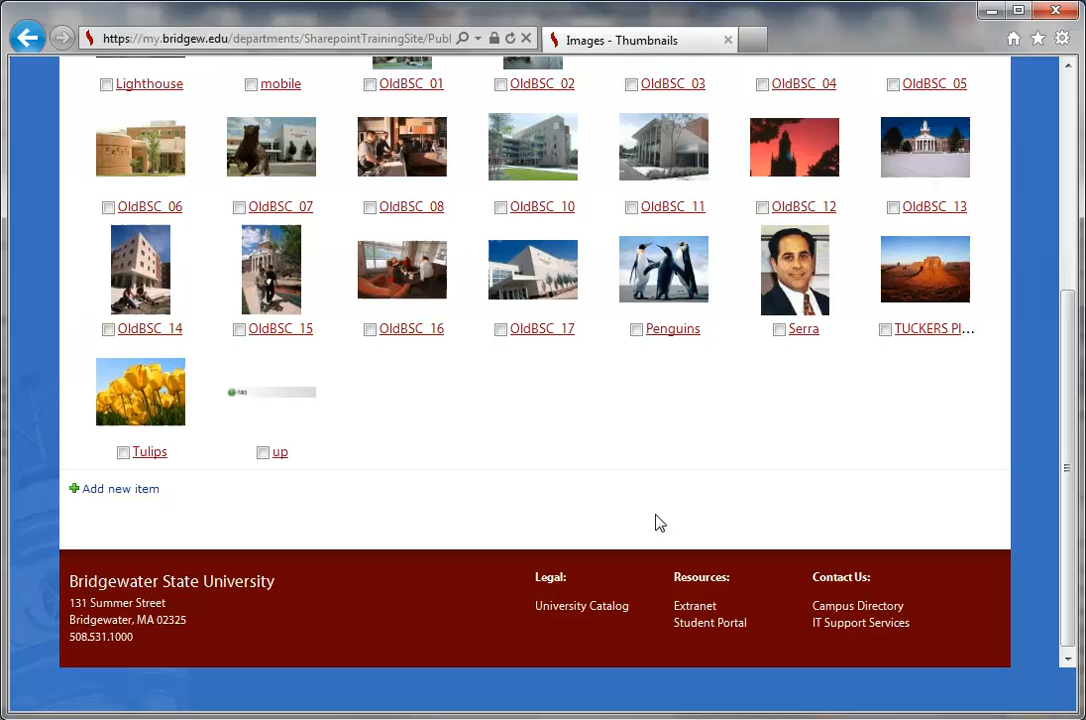 https://my.bridgew.edu/departments/SharepointTrainingSite/Publ
Images - Thumbnails
Lighthouse mobile OldBSC_01 OldBSC_02 OldBSC_03 OldBSC_04 OldBSC_05
OldBSC_06 OldBSC_07 OldBSC_08 OldBSC_10 OldBSC_11 OldBSC_12 OldBSC_13
OldBSC_14 OldBSC_15 OldBSC_16 OldBSC_17 Penguins Serra TUCKERS PI...
Tulips up
Add new item
Bridgewater State University
131 Summer Street
Bridgewater, MA 02325
508.531.1000
Legal:
University Catalog
Resources:
Extranet
Student Portal
Contact Us:
Campus Directory
IT Support Services